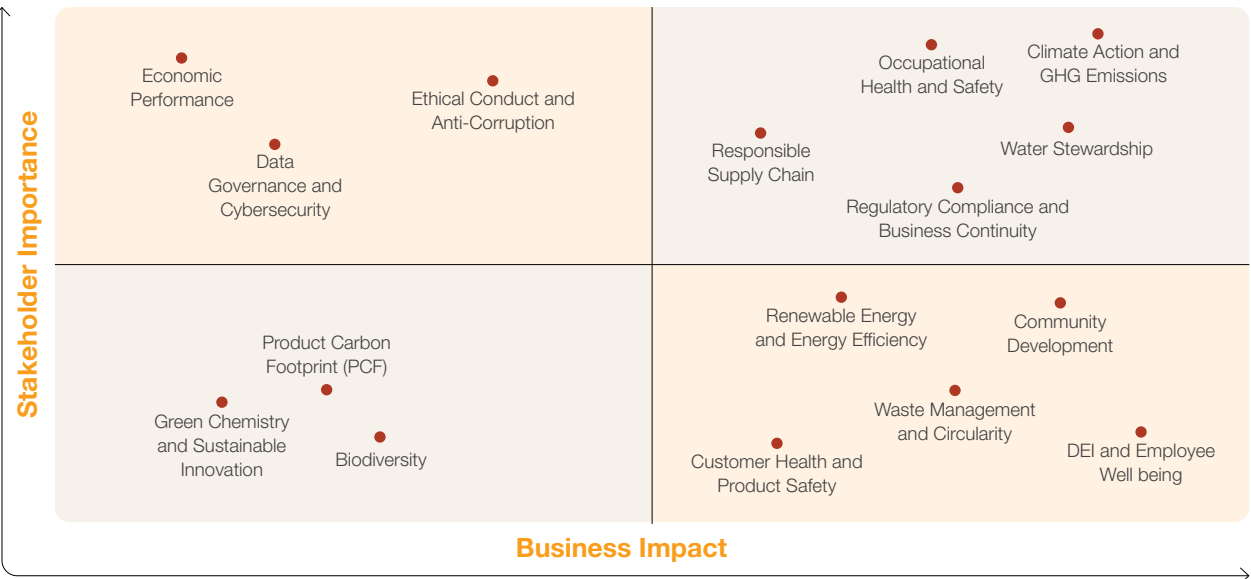 Stakeholder Importance
Economic
Performance
Ethical Conduct and
Anti-Corruption
Data
Governance and
Cybersecurity
Occupational
Health and Safety
Climate Action and
GHG Emissions
Responsible
Supply Chain
Water Stewardship
Regulatory Compliance and
Business Continuity
Product Carbon
Footprint (PCF)
Green Chemistry
and Sustainable
Innovation
Biodiversity
Renewable Energy
and Energy Efficiency
Community
Development
Waste Management
and Circularity
Customer Health and
Product Safety
DEI and Employee
Well being
Business Impact